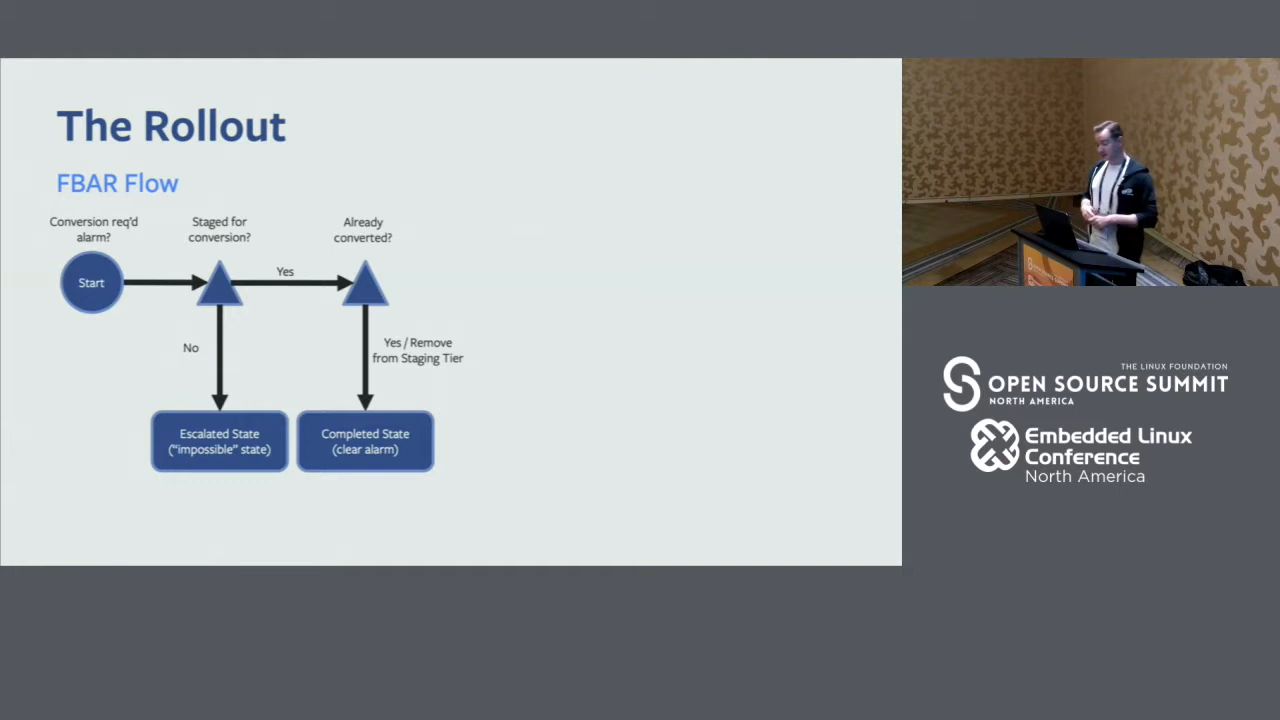 The Rollout
FBAR Flow
Conversion req'd
alarm?
Staged for
conversion?
Already
converted?
Start
Yes
No
Yes / Remove
from Staging Tier
Escalated State
("impossible" state)
Completed State
(clear alarm)
THE LINUX FOUNDATION
OPEN SOURCE SUMMIT
NORTH AMERICA
Embedded Linux
Conference
North America